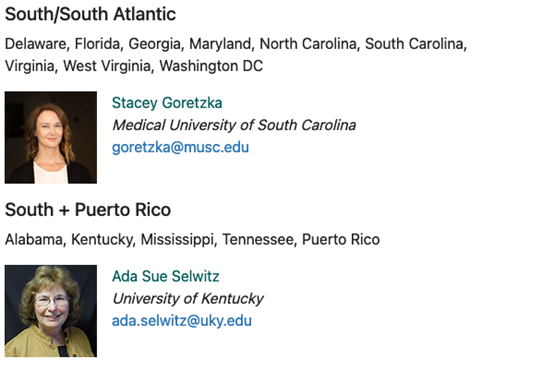 South/South Atlantic
Delaware, Florida, Georgia, Maryland, North Carolina, South Carolina,
Virginia, West Virginia, Washington DC
Stacey Goretzka
Medical University of South Carolina
goretzka@musc.edu
South + Puerto Rico
Alabama, Kentucky, Mississippi, Tennessee, Puerto Rico
Ada Sue Selwitz
University of Kentucky
ada.selwitz@uky.edu